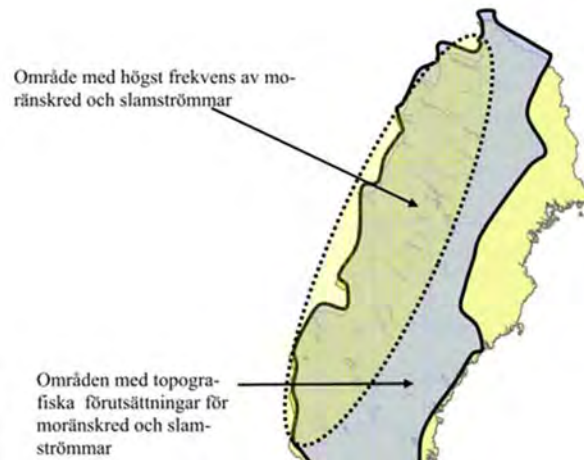 Område med högst frekvens av mo-
ränskred och slamströmmar
Områden med topogra-
fiska förutsättningar för
moränskred och slam-
strömmar